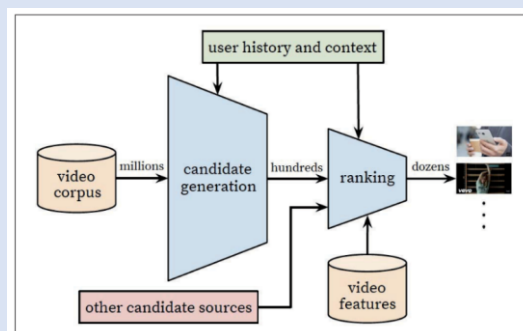 user history and context
video
corpus
millions
candidate
generation
hundreds
ranking
dozens
other candidate sources
video
features